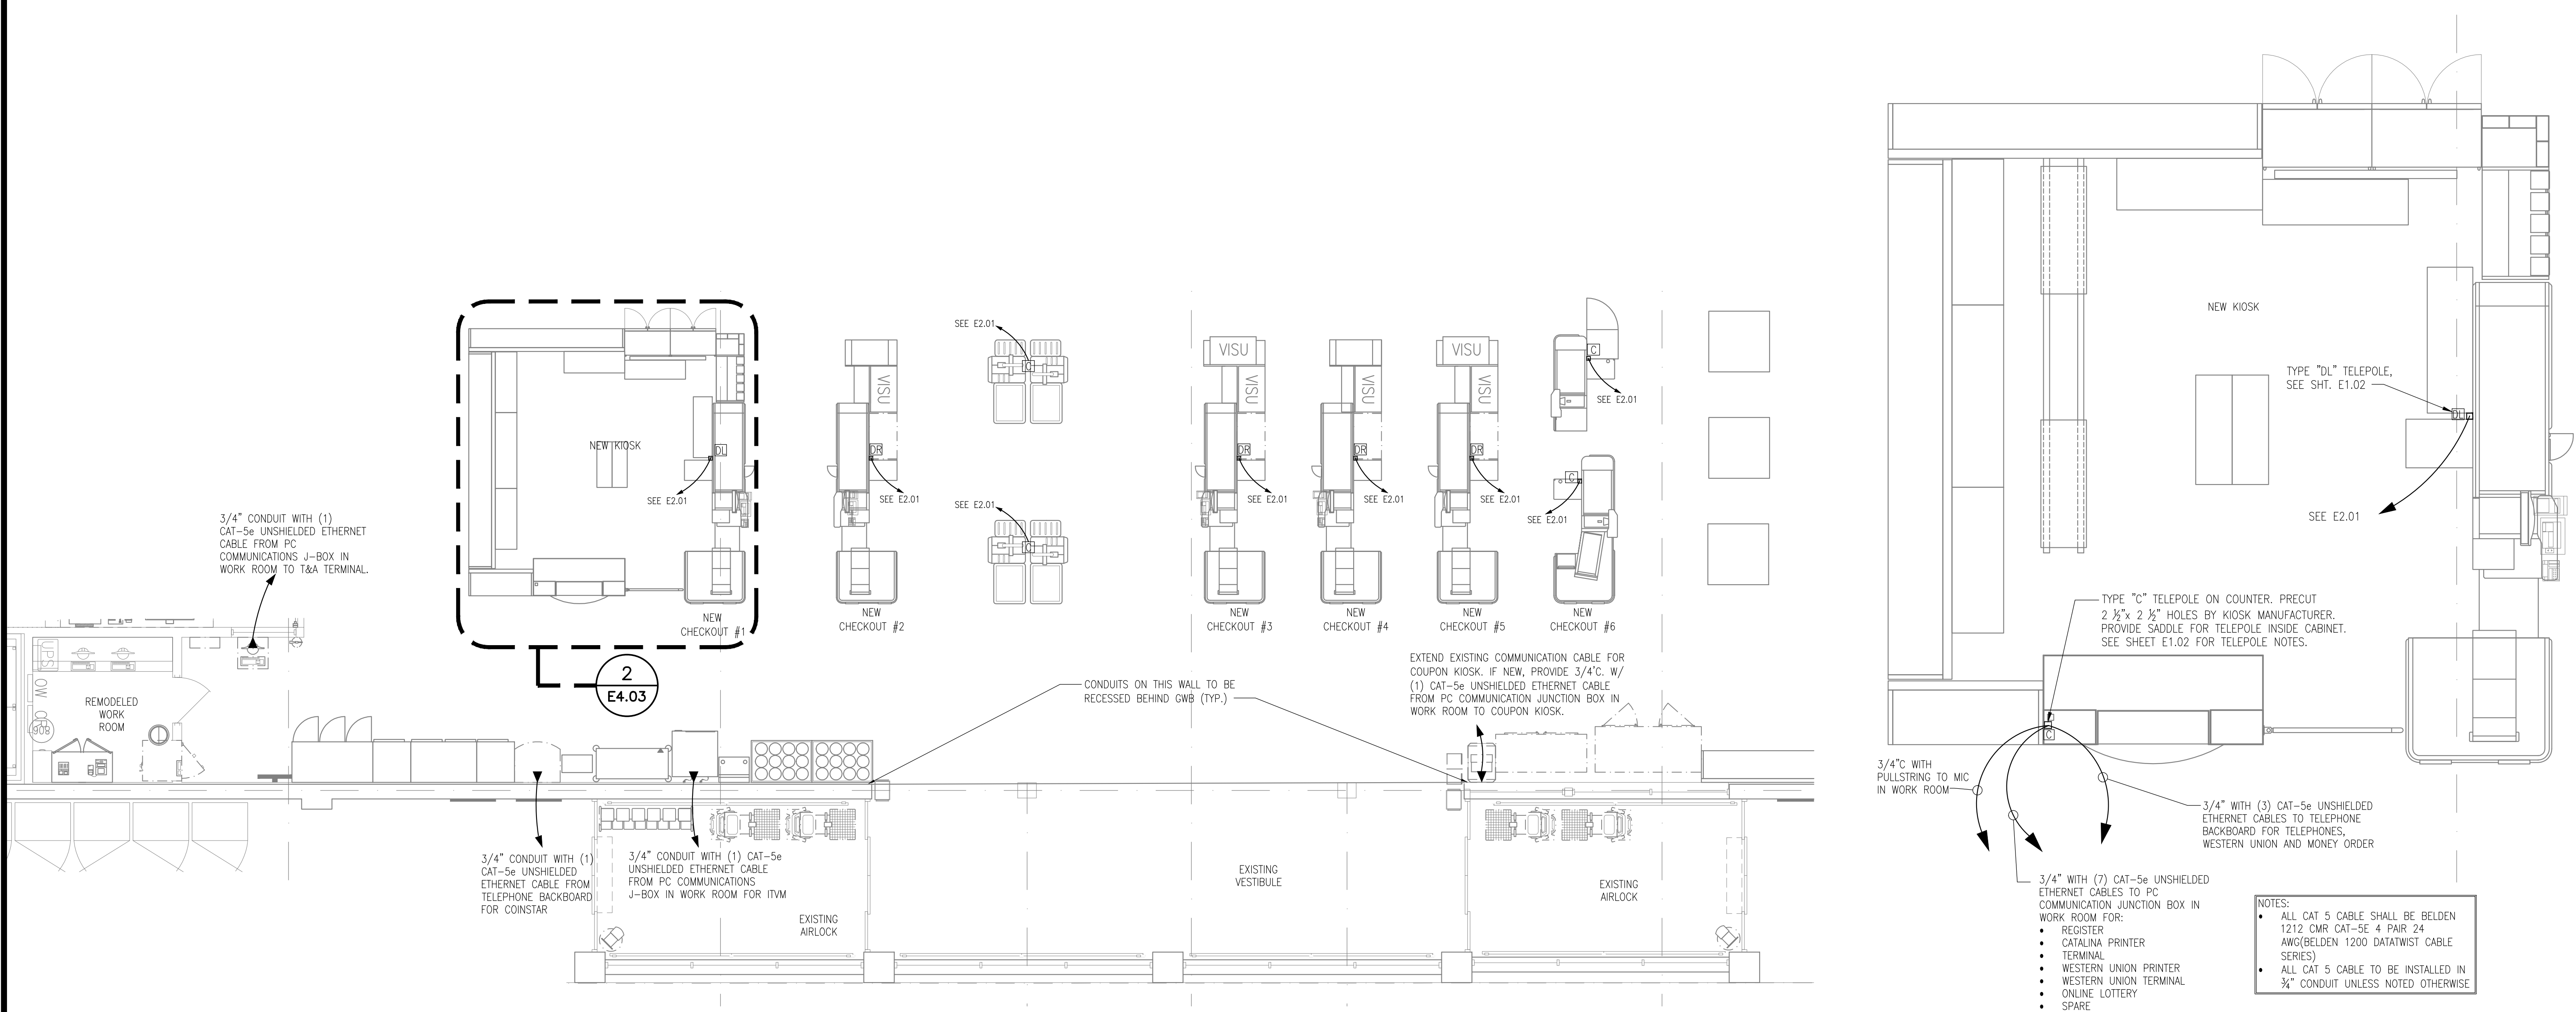 SEE E2.01
VISU
VISU
VISU
VISU
VISU
VISU
C
C
SEE E2.01
NEW KIOSK
DL
SEE E2.01
DR
SEE E2.01
SEE E2.01
C
DR
SEE E2.01
DR
SEE E2.01
DR
SEE E2.01
C
SEE E2.01
3/4" CONDUIT WITH (1)
CAT-5e UNSHIELDED ETHERNET
CABLE FROM PC
COMMUNICATIONS J-BOX IN
WORK ROOM TO T&A TERMINAL.
NEW
CHECKOUT #1
NEW
CHECKOUT #2
NEW
CHECKOUT #3
NEW
CHECKOUT #4
NEW
CHECKOUT #5
NEW
CHECKOUT #6
2
E4.03
UPS
OW
REMODELED
WORK
ROOM
CONDUITS ON THIS WALL TO BE
RECESSED BEHIND GWB (TYP.)
EXTEND EXISTING COMMUNICATION CABLE FOR
COUPON KIOSK. IF NEW, PROVIDE 3/4'C. W/
(1) CAT-5e UNSHIELDED ETHERNET CABLE
FROM PC COMMUNICATION JUNCTION BOX IN
WORK ROOM TO COUPON KIOSK.
3/4" CONDUIT WITH (1)
CAT-5e UNSHIELDED
ETHERNET CABLE FROM
TELEPHONE BACKBOARD
FOR COINSTAR
3/4" CONDUIT WITH (1) CAT-5e
UNSHIELDED ETHERNET CABLE
FROM PC COMMUNICATIONS
J-BOX IN WORK ROOM FOR ITVM
EXISTING
AIRLOCK
EXISTING
VESTIBULE
EXISTING
AIRLOCK
NEW KIOSK
TYPE "DL" TELEPOLE,
SEE SHT. E1.02
DL
SEE E2.01
TYPE "C" TELEPOLE ON COUNTER. PRECUT
2 ½"x 2 ½" HOLES BY KIOSK MANUFACTURER.
PROVIDE SADDLE FOR TELEPOLE INSIDE CABINET.
SEE SHEET E1.02 FOR TELEPOLE NOTES.
C
3/4"C WITH
PULLSTRING TO MIC
IN WORK ROOM
3/4" WITH (3) CAT-5e UNSHIELDED
ETHERNET CABLES TO TELEPHONE
BACKBOARD FOR TELEPHONES,
WESTERN UNION AND MONEY ORDER
3/4" WITH (7) CAT-5e UNSHIELDED
ETHERNET CABLES TO PC
COMMUNICATION JUNCTION BOX IN
WORK ROOM FOR:
• REGISTER
• CATALINA PRINTER
• TERMINAL
• WESTERN UNION PRINTER
• WESTERN UNION TERMINAL
• ONLINE LOTTERY
• SPARE
NOTES:
• ALL CAT 5 CABLE SHALL BE BELDEN
1212 CMR CAT-5E 4 PAIR 24
AWG(BELDEN 1200 DATATWIST CABLE
SERIES)
• ALL CAT 5 CABLE TO BE INSTALLED IN
¾" CONDUIT UNLESS NOTED OTHERWISE